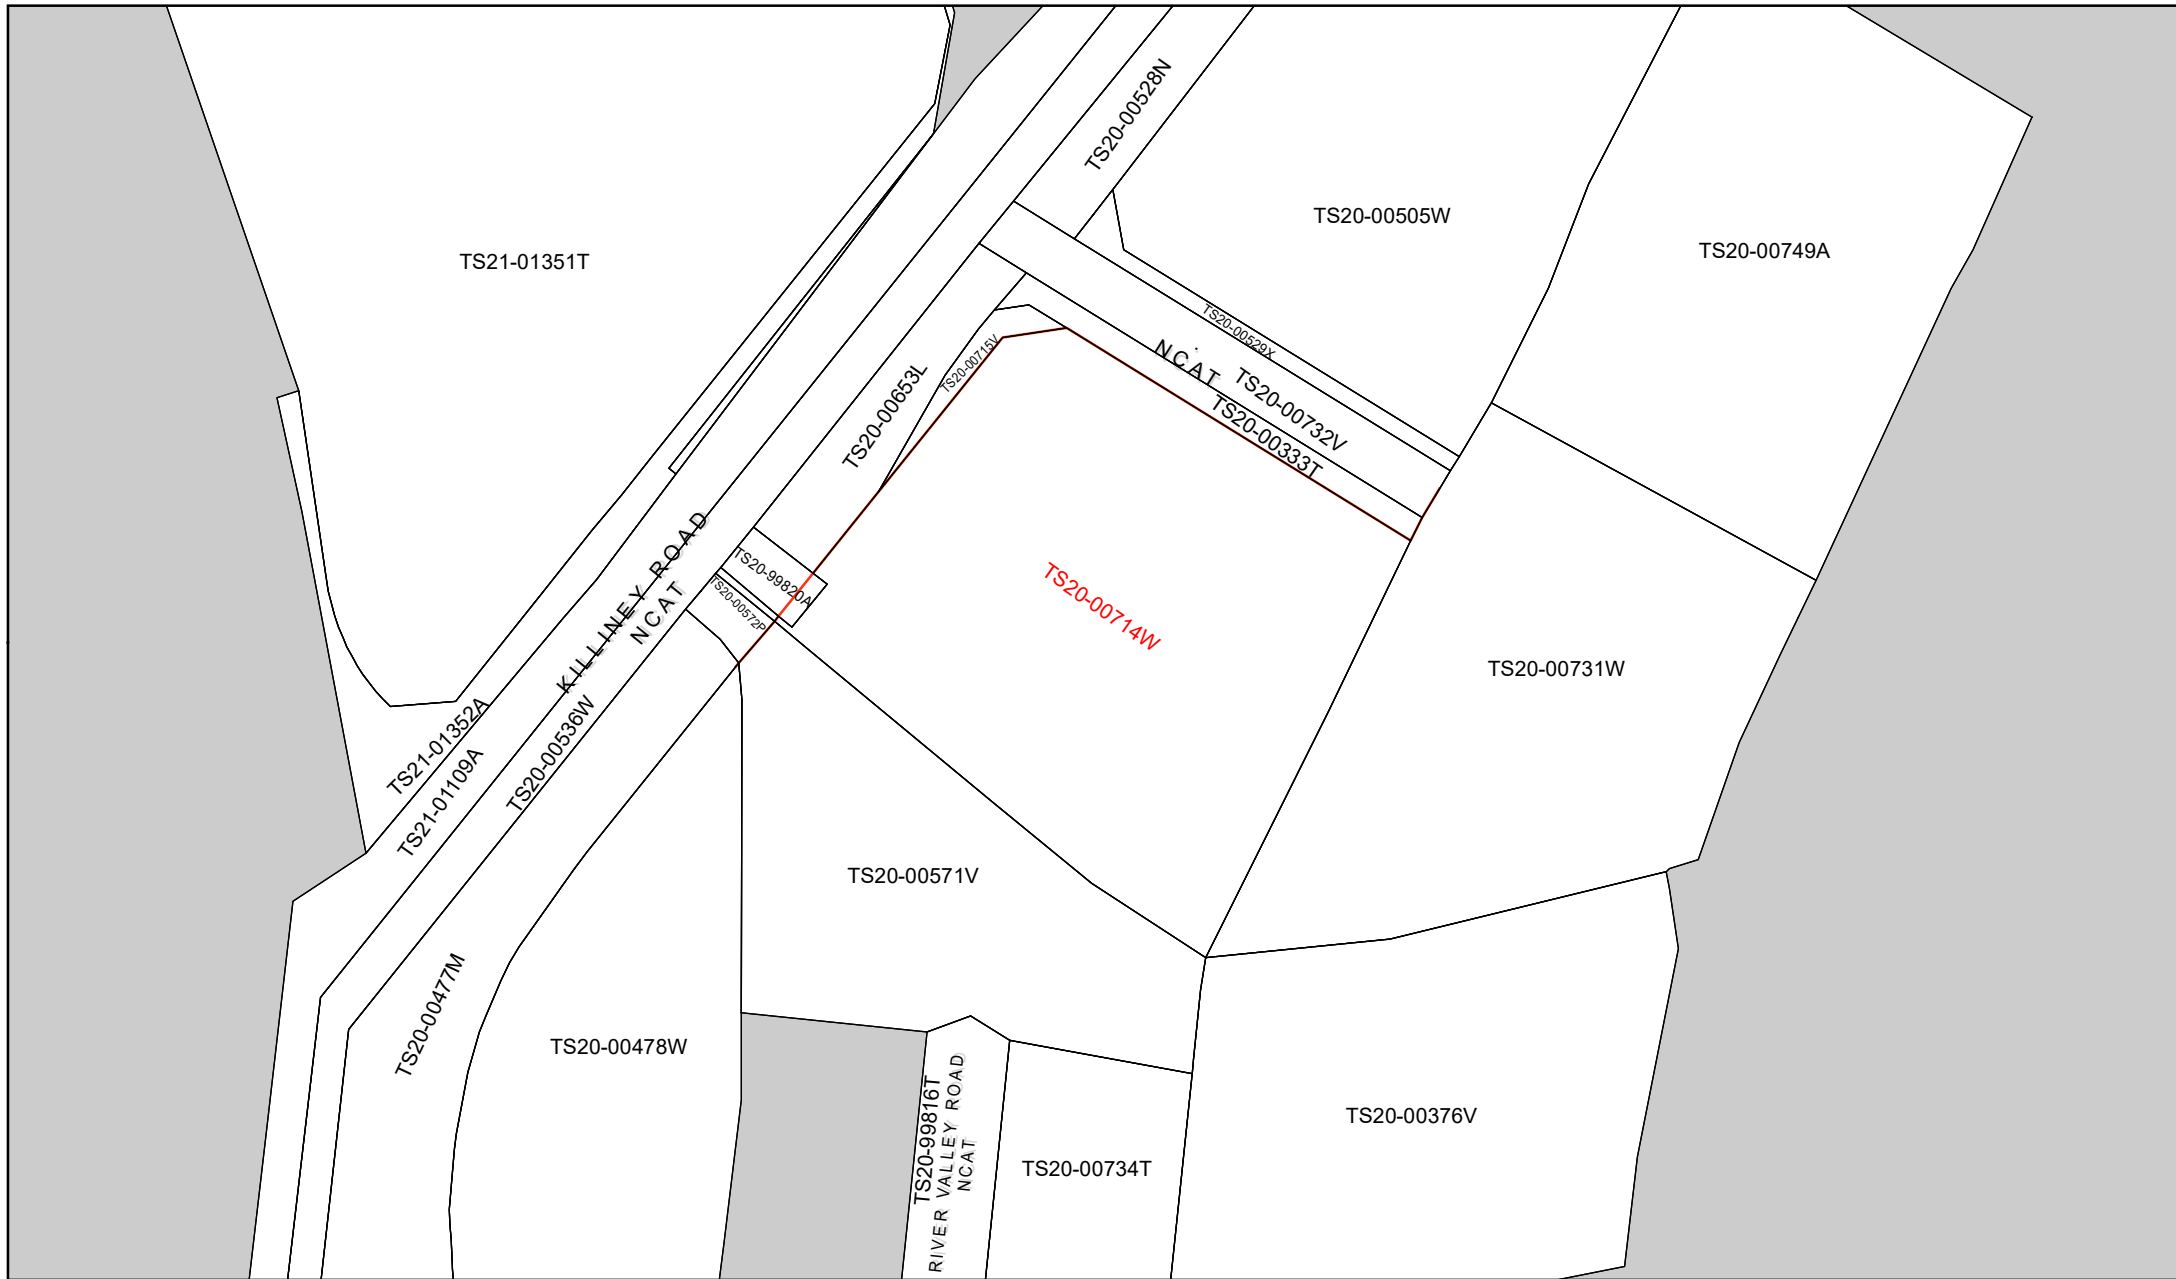 TS20-00528N
TS20-00505W
TS20-00749A
TS21-01351T
TS20-00529X
NCAT
TS20-00715V
TS20-00732V
TS20-00653L
TS20-00333T
KILLINEY ROAD
NCAT
TS20-99820A
TS20-00572P
TS20-00714W
TS20-00731W
TS21-01352A
TS20-00536W
TS21-01109A
TS20-00571V
TS20-00477M
TS20-00478W
TS20-99816T
RIVER VALLEY ROAD
NCAT
TS20-00376V
TS20-00734T